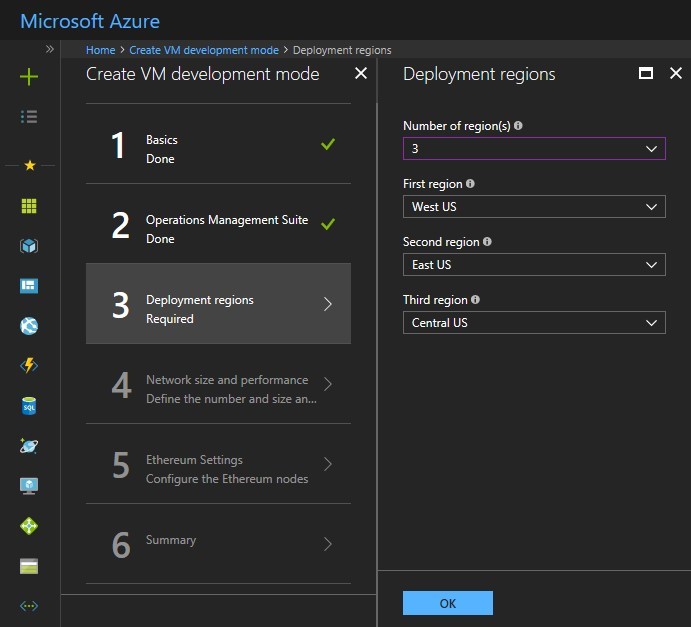 Microsoft Azure
Home > Create VM development mode > Deployment regions
Create VM development mode
1
Basics
Done
2
Operations Management Suite
Done
3
Deployment regions
Required
4
Network size and performance
Define the number and size an...
5
Ethereum Settings
Configure the Ethereum nodes
6
Summary
Deployment regions
Number of region(s)
3
First region
West US
Second region
East US
Third region
Central US
OK
SQL